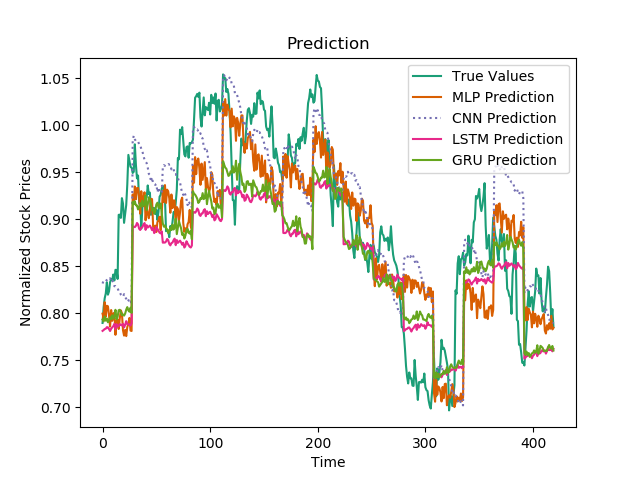 Prediction
True Values
MLP Prediction
CNN Prediction
LSTM Prediction
GRU Prediction
Normalized Stock Prices
1.05
1.00
0.95
0.90
0.85
0.80
0.75
0.70
0
100
200
300
400
Time